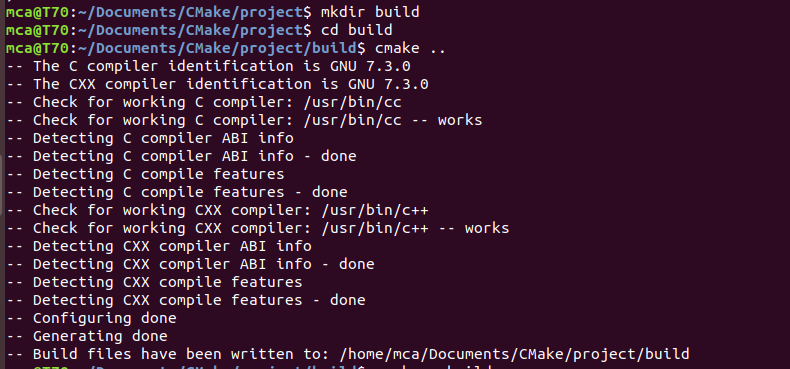 mca@T70:~/Documents/CMake/project$ mkdir build
mca@T70:~/Documents/CMake/project$ cd build
mca@T70:~/Documents/CMake/project/build$ cmake ..
-- The C compiler identification is GNU 7.3.0
-- The CXX compiler identification is GNU 7.3.0
-- Check for working C compiler: /usr/bin/cc
-- Check for working C compiler: /usr/bin/cc -- works
-- Detecting C compiler ABI info
-- Detecting C compiler ABI info - done
-- Detecting C compile features
-- Detecting C compile features - done
-- Check for working CXX compiler: /usr/bin/c++
-- Check for working CXX compiler: /usr/bin/c++ -- works
-- Detecting CXX compiler ABI info
-- Detecting CXX compiler ABI info - done
-- Detecting CXX compile features
-- Detecting CXX compile features - done
-- Configuring done
-- Generating done
-- Build files have been written to: /home/mca/Documents/CMake/project/build